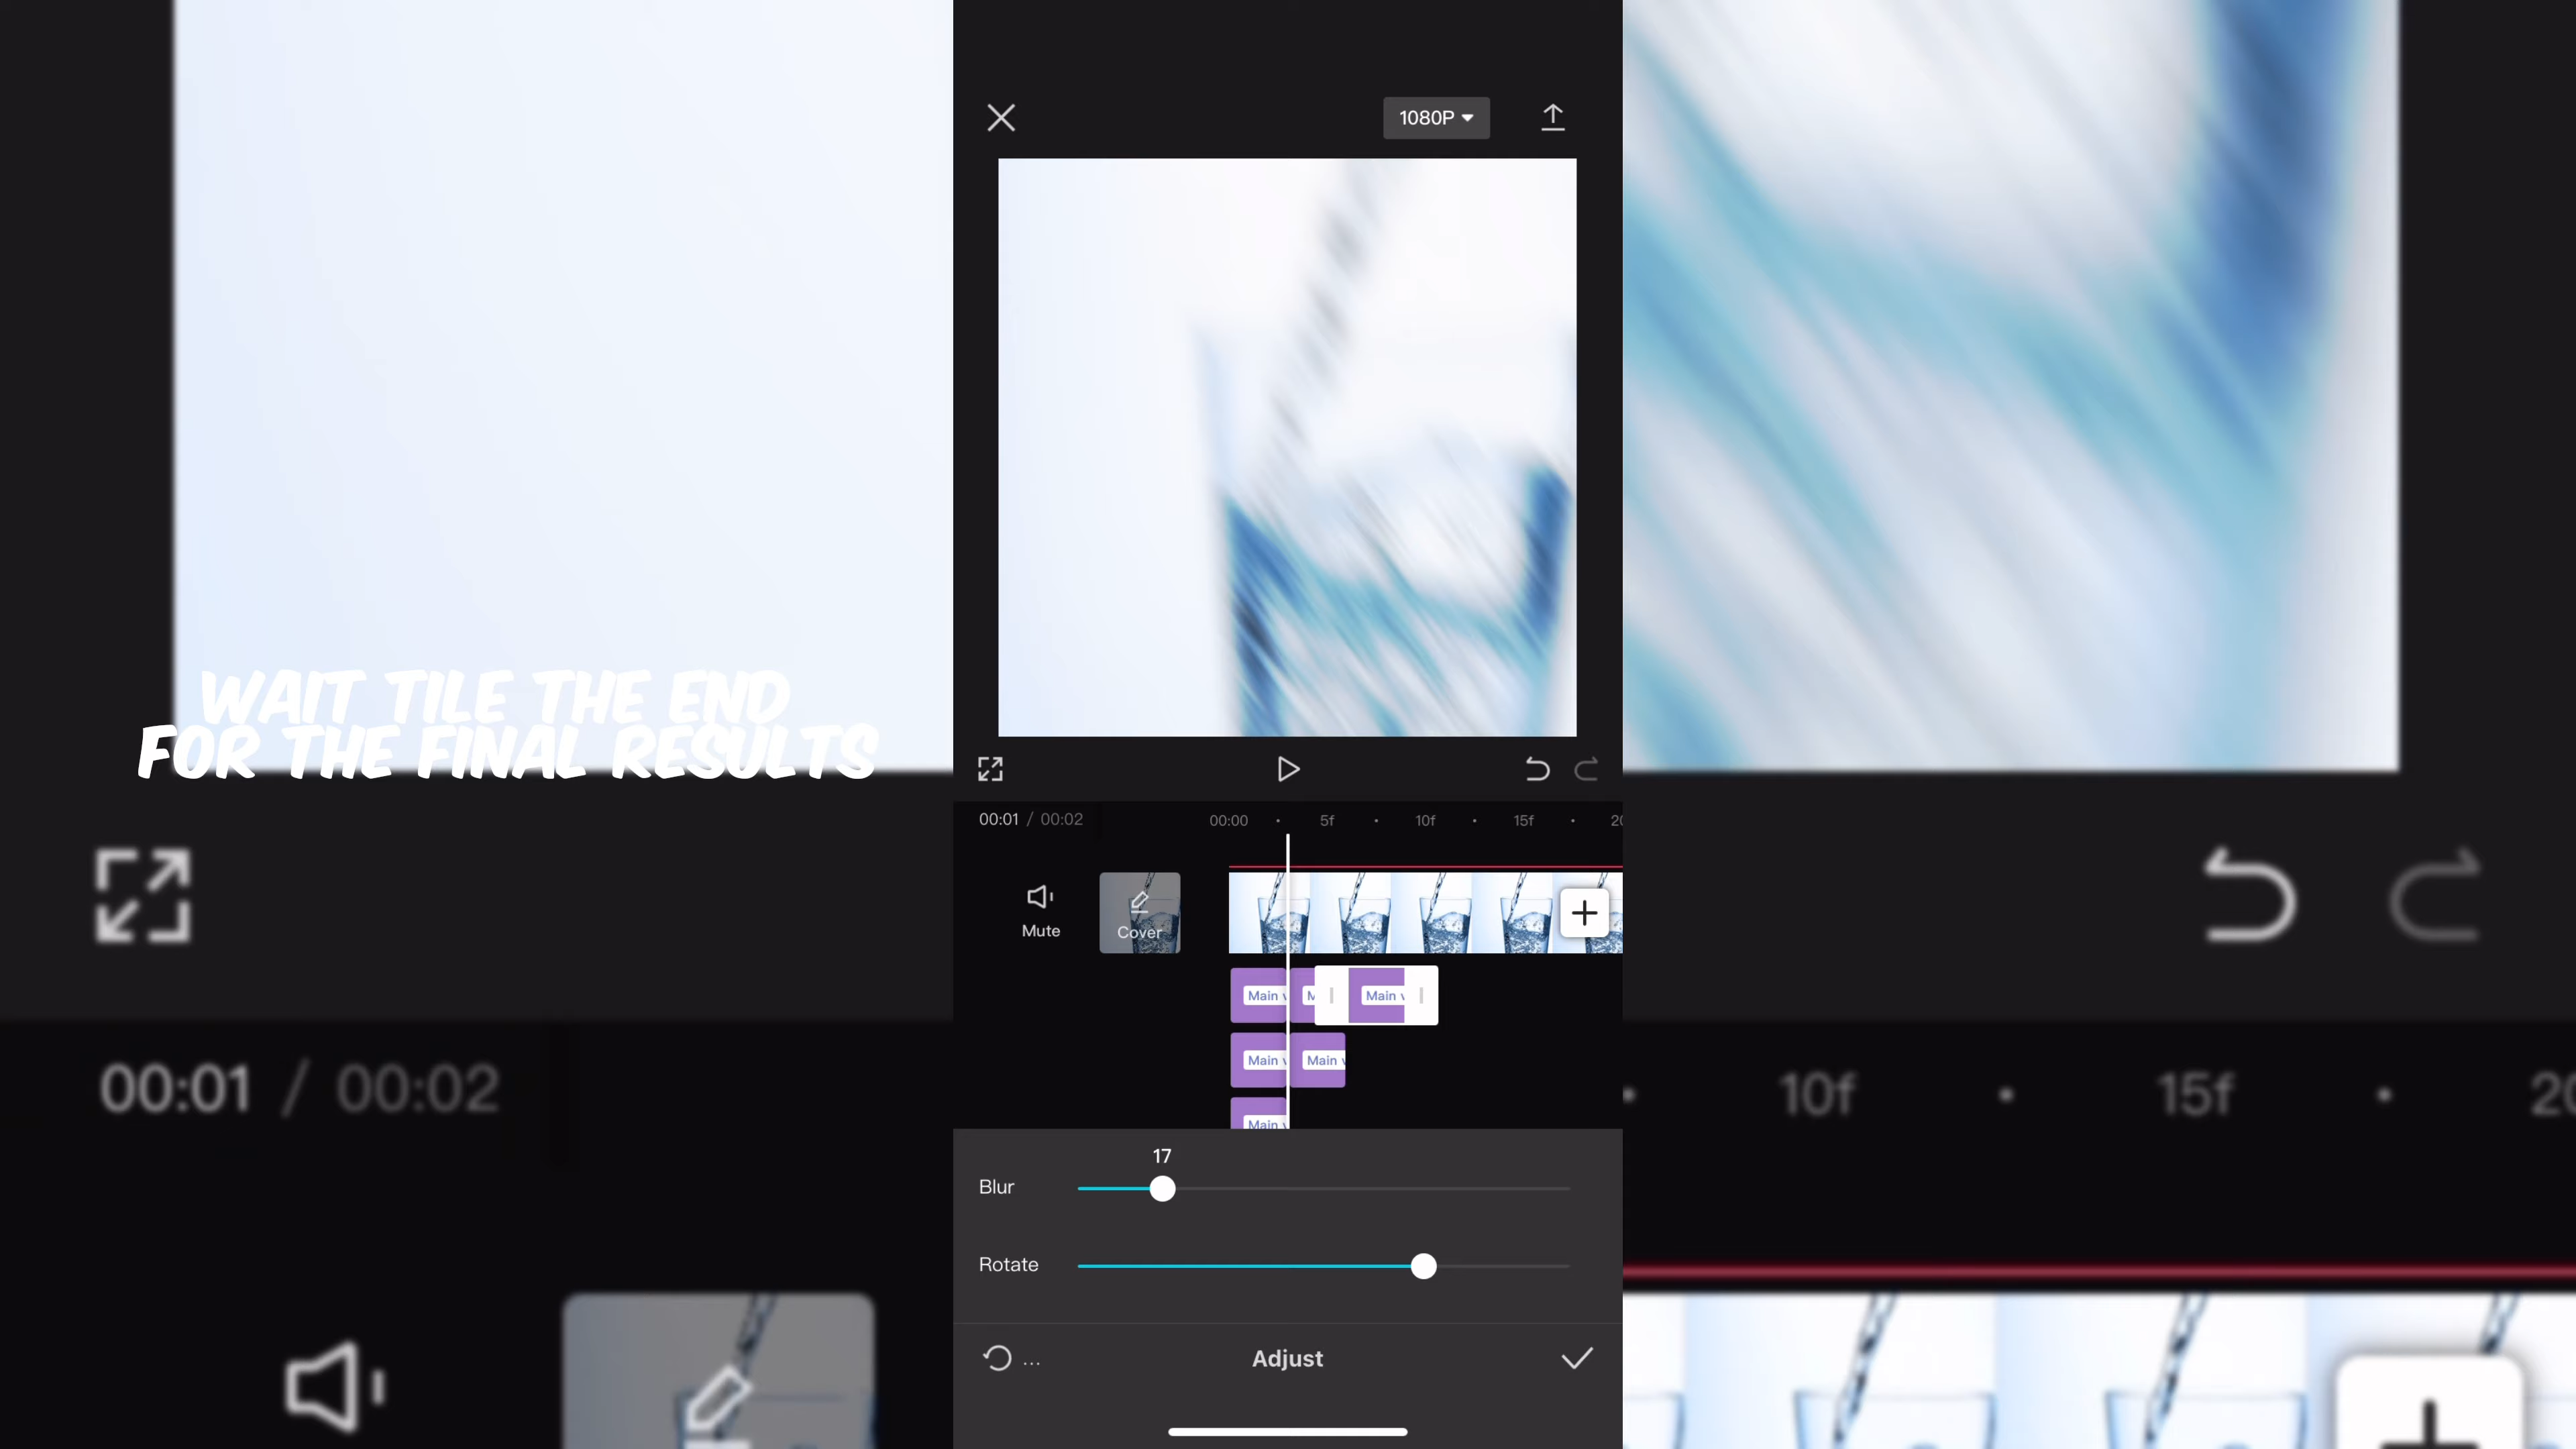 1080P
WAIT TILE THE END
FOR THE FINAL RESULTS
00:01 / 00:02
00:00 5f 10f 15f
Mute
Cover
Main
Main
Main
Main
Main
17
Blur
Rotate
... Adjust
00:01 / 00:02
10f 15f